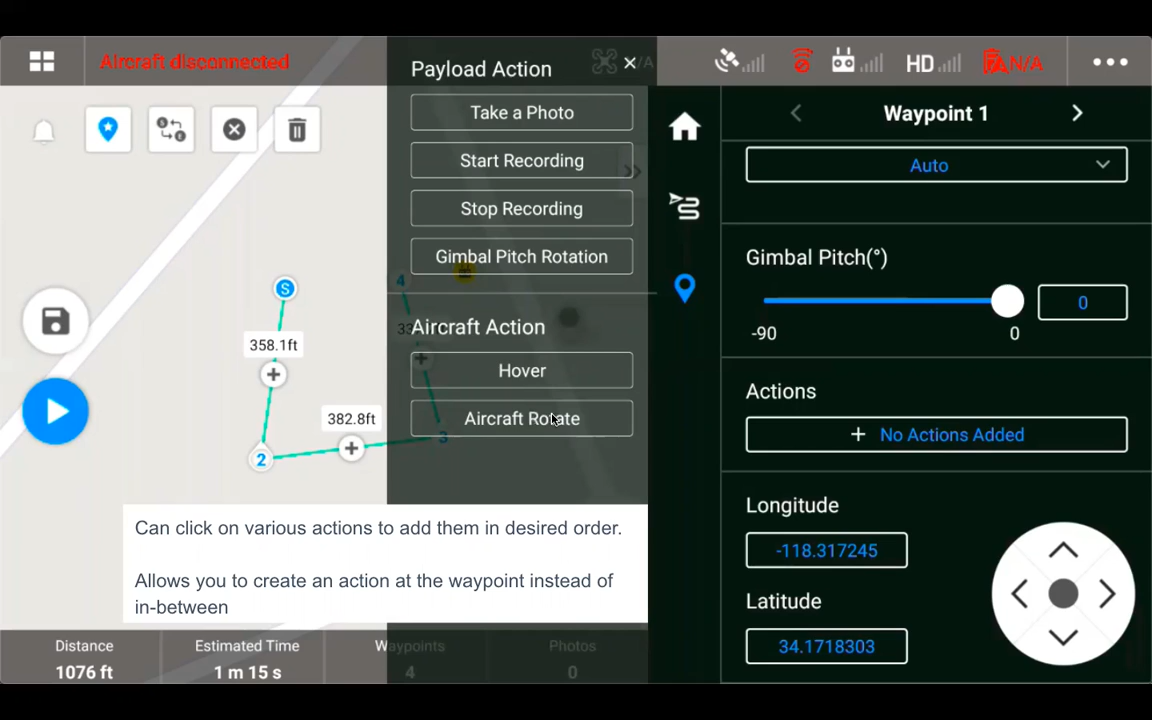 Aircraft disconnected
N/A
HD
N/A
Payload Action
Take a Photo
Start Recording
Stop Recording
Gimbal Pitch Rotation
Aircraft Action
Hover
Aircraft Rotate
S
358.1ft
382.8ft
2
3
4
33
Can click on various actions to add them in desired order.
Allows you to create an action at the waypoint instead of
in-between
Distance
1076 ft
Estimated Time
1 m 15 s
Waypoints
4
Photos
0
Waypoint 1
Auto
Gimbal Pitch(°)
0
-90
0
Actions
+ No Actions Added
Longitude
-118.317245
Latitude
34.1718303